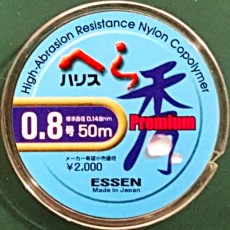 High-Abrasion Resistance Nylon Copolymer
へら
ハリス
秀
Premium
0.8号
標準直径 0.148mm
50m
メーカー希望小売価格
¥2,000
ESSEN
Made in Japan